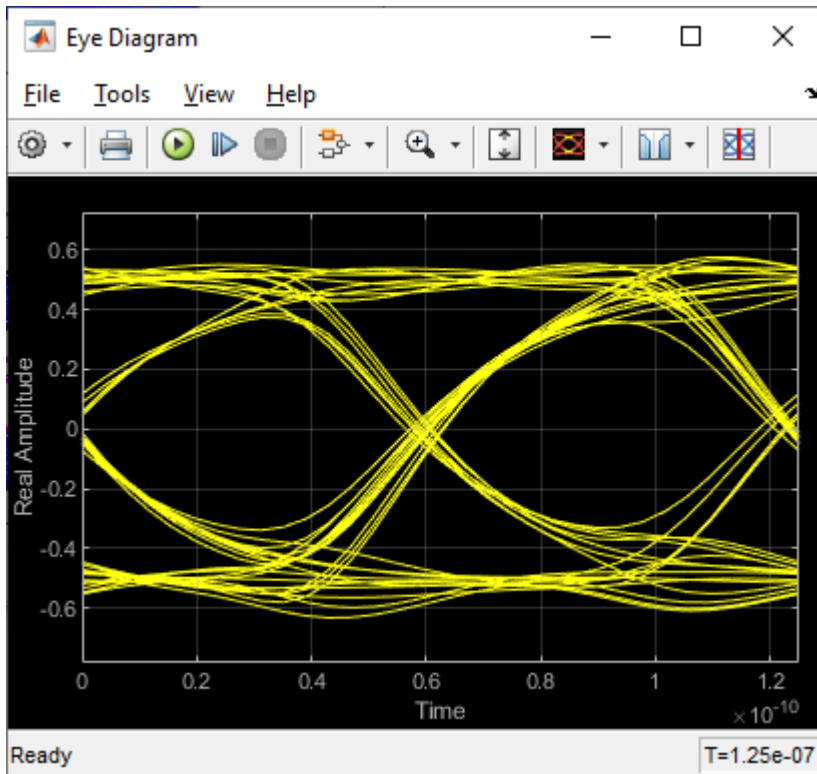 Eye Diagram
File Tools View Help
0.6
0.4
0.2
0
-0.2
-0.4
-0.6
Real Amplitude
0 0.2 0.4 0.6 0.8 1 1.2
Time
×10^-10
Ready T=1.25e-07